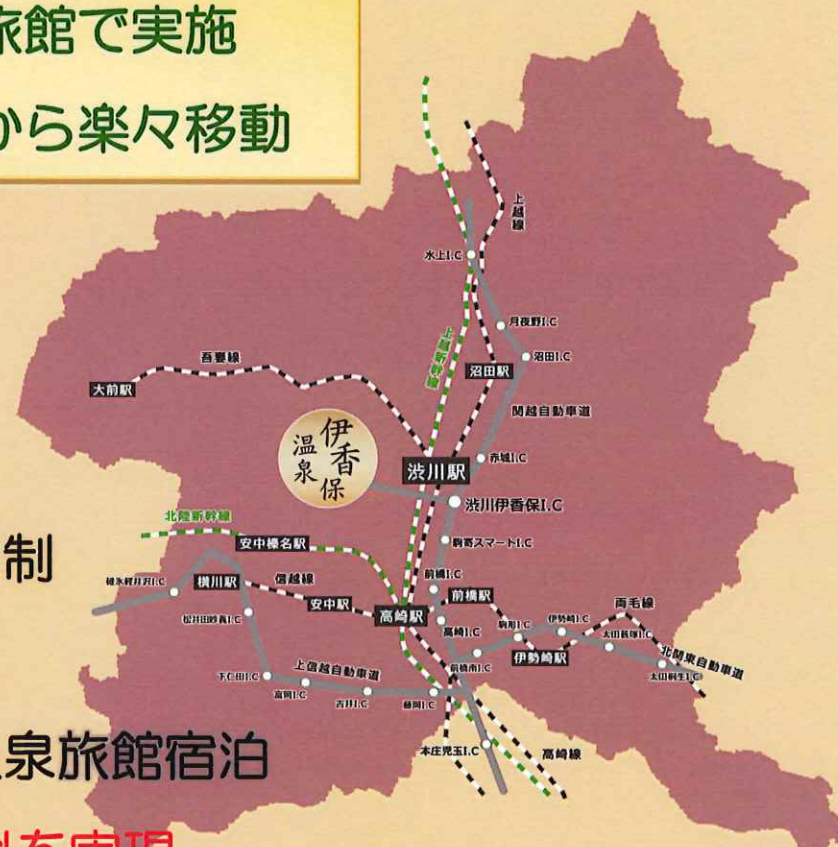 旅館で実施
から楽々移動
上越線
水上I.C
月夜野I.C
上越新幹線
沼田I.C
沼田駅
吾妻線
大前駅
関越自動車道
伊香保
温泉
渋川駅
赤城I.C
渋川伊香保I.C
北陸新幹線
安中榛名駅
駒寄スマートI.C
制
碓氷軽井沢I.C
横川駅
信越線
安中駅
前橋I.C
前橋駅
高崎駅
松井田妙義I.C
高崎I.C
駒形I.C
伊勢崎I.C
両毛線
太田藪塚I.C
北関東自動車道
前橋南I.C
伊勢崎駅
太田桐生I.C
上信越自動車道
下仁田I.C
富岡I.C
吉井I.C
藤岡I.C
泉旅館宿泊
本庄児玉I.C
高崎線
を実現